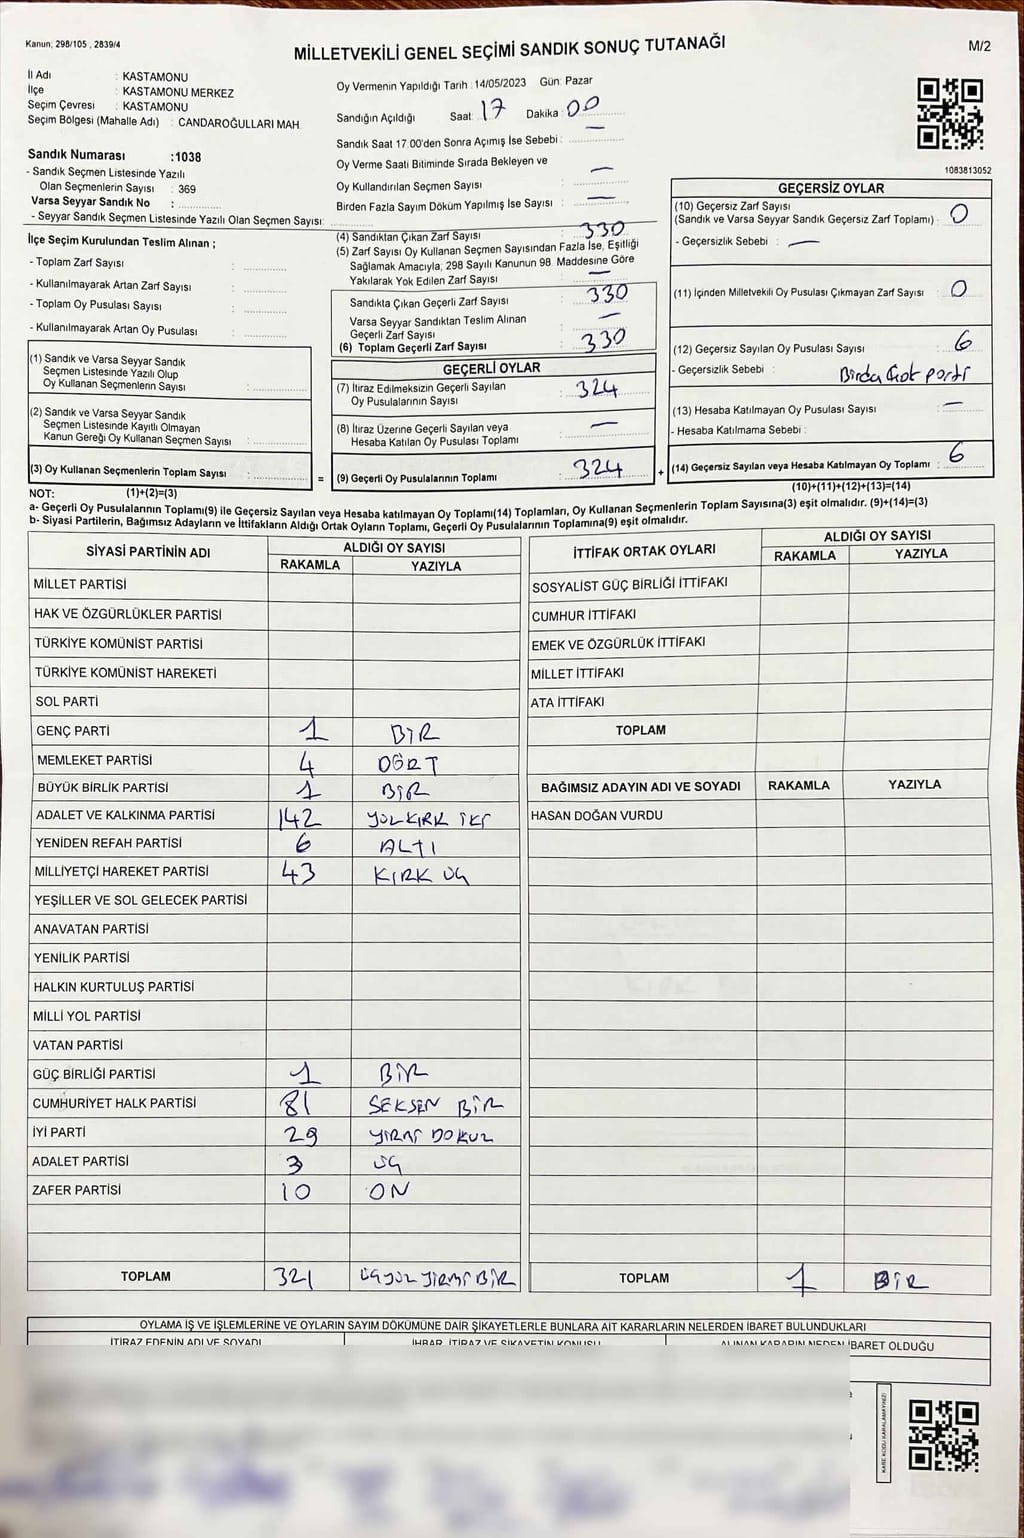 Kanun; 298/105 , 2839/4
MİLLETVEKİLİ GENEL SEÇİMİ SANDIK SONUÇ TUTANAĞI
M/2
İl Adı : KASTAMONU
İlçe : KASTAMONU MERKEZ
Seçim Çevresi : KASTAMONU
Seçim Bölgesi (Mahalle Adı) : CANDAROĞULLARI MAH.
Sandık Numarası :1038
- Sandık Seçmen Listesinde Yazılı
Olan Seçmenlerin Sayısı : 369
Varsa Seyyar Sandık No :
- Seyyar Sandık Seçmen Listesinde Yazılı Olan Seçmen Sayısı:
Oy Vermenin Yapıldığı Tarih : 14/05/2023 Gün: Pazar
Sandığın Açıldığı Saat: 17 Dakika: 00
Sandık Saat 17.00'den Sonra Açımış İse Sebebi : —
Oy Verme Saati Bitiminde Sırada Bekleyen ve
Oy Kullandırılan Seçmen Sayısı : —
Birden Fazla Sayım Döküm Yapılmış İse Sayısı : —
1083813052
İlçe Seçim Kurulundan Teslim Alınan ;
- Toplam Zarf Sayısı :
- Kullanılmayarak Artan Zarf Sayısı :
- Toplam Oy Pusulası Sayısı :
- Kullanılmayarak Artan Oy Pusulası :
(1) Sandık ve Varsa Seyyar Sandık
Seçmen Listesinde Yazılı Olup
Oy Kullanan Seçmenlerin Sayısı :
(2) Sandık ve Varsa Seyyar Sandık
Seçmen Listesinde Kayıtlı Olmayan
Kanun Gereği Oy Kullanan Seçmen Sayısı :
(3) Oy Kullanan Seçmenlerin Toplam Sayısı :
(4) Sandıktan Çıkan Zarf Sayısı : 330
(5) Zarf Sayısı Oy Kullanan Seçmen Sayısından Fazla İse, Eşitliği
Sağlamak Amacıyla, 298 Sayılı Kanunun 98. Maddesine Göre
Yakılarak Yok Edilen Zarf Sayısı : —
Sandıkta Çıkan Geçerli Zarf Sayısı : 330
Varsa Seyyar Sandıktan Teslim Alınan
Geçerli Zarf Sayısı : —
(6) Toplam Geçerli Zarf Sayısı : 330
GEÇERLİ OYLAR
(7) İtiraz Edilmeksizin Geçerli Sayılan
Oy Pusulalarının Sayısı : 324
(8) İtiraz Üzerine Geçerli Sayılan veya
Hesaba Katılan Oy Pusulası Toplamı : —
= (9) Geçerli Oy Pusulalarının Toplamı : 324 +
GEÇERSİZ OYLAR
(10) Geçersiz Zarf Sayısı
(Sandık ve Varsa Seyyar Sandık Geçersiz Zarf Toplamı) : 0
- Geçersizlik Sebebi : —
(11) İçinden Milletvekili Oy Pusulası Çıkmayan Zarf Sayısı : 0
(12) Geçersiz Sayılan Oy Pusulası Sayısı : 6
- Geçersizlik Sebebi : Birden Çok parti
(13) Hesaba Katılmayan Oy Pusulası Sayısı : —
- Hesaba Katılmama Sebebi :
(14) Geçersiz Sayılan veya Hesaba Katılmayan Oy Toplamı : 6
NOT: (1)+(2)=(3)
(10)+(11)+(12)+(13)=(14)
a- Geçerli Oy Pusulalarının Toplamı(9) ile Geçersiz Sayılan veya Hesaba katılmayan Oy Toplamı(14) Toplamları, Oy Kullanan Seçmenlerin Toplam Sayısına(3) eşit olmalıdır. (9)+(14)=(3)
b- Siyasi Partilerin, Bağımsız Adayların ve İttifakların Aldığı Ortak Oyların Toplamı, Geçerli Oy Pusulalarının Toplamına(9) eşit olmalıdır.
SİYASİ PARTİNİN ADI
ALDIĞI OY SAYISI
RAKAMLA YAZIYLA
MİLLET PARTİSİ
HAK VE ÖZGÜRLÜKLER PARTİSİ
TÜRKİYE KOMÜNİST PARTİSİ
TÜRKİYE KOMÜNİST HAREKETİ
SOL PARTİ
GENÇ PARTİ 1 BİR
MEMLEKET PARTİSİ 4 DÖRT
BÜYÜK BİRLİK PARTİSİ 1 BİR
ADALET VE KALKINMA PARTİSİ 142 YÜZKIRK İKİ
YENİDEN REFAH PARTİSİ 6 ALTI
MİLLİYETÇİ HAREKET PARTİSİ 43 KIRK ÜÇ
YEŞİLLER VE SOL GELECEK PARTİSİ
ANAVATAN PARTİSİ
YENİLİK PARTİSİ
HALKIN KURTULUŞ PARTİSİ
MİLLİ YOL PARTİSİ
VATAN PARTİSİ
GÜÇ BİRLİĞİ PARTİSİ 1 BİR
CUMHURİYET HALK PARTİSİ 81 SEKSEN BİR
İYİ PARTİ 29 YİRMİ DOKUZ
ADALET PARTİSİ 3 ÜÇ
ZAFER PARTİSİ 10 ON
TOPLAM 321 ÜÇYÜZ YİRMİ BİR
İTTİFAK ORTAK OYLARI
ALDIĞI OY SAYISI
RAKAMLA YAZIYLA
SOSYALİST GÜÇ BİRLİĞİ İTTİFAKI
CUMHUR İTTİFAKI
EMEK VE ÖZGÜRLÜK İTTİFAKI
MİLLET İTTİFAKI
ATA İTTİFAKI
TOPLAM
BAĞIMSIZ ADAYIN ADI VE SOYADI RAKAMLA YAZIYLA
HASAN DOĞAN VURDU
TOPLAM 1 BİR
OYLAMA İŞ VE İŞLEMLERİNE VE OYLARIN SAYIM DÖKÜMÜNE DAİR ŞİKAYETLERLE BUNLARA AİT KARARLARIN NELERDEN İBARET BULUNDUKLARI
İTİRAZ EDENİN ADI VE SOYADI İHBAR, İTİRAZ VE ŞİKAYETİN KONUSU ALINAN KARARIN NEDEN İBARET OLDUĞU